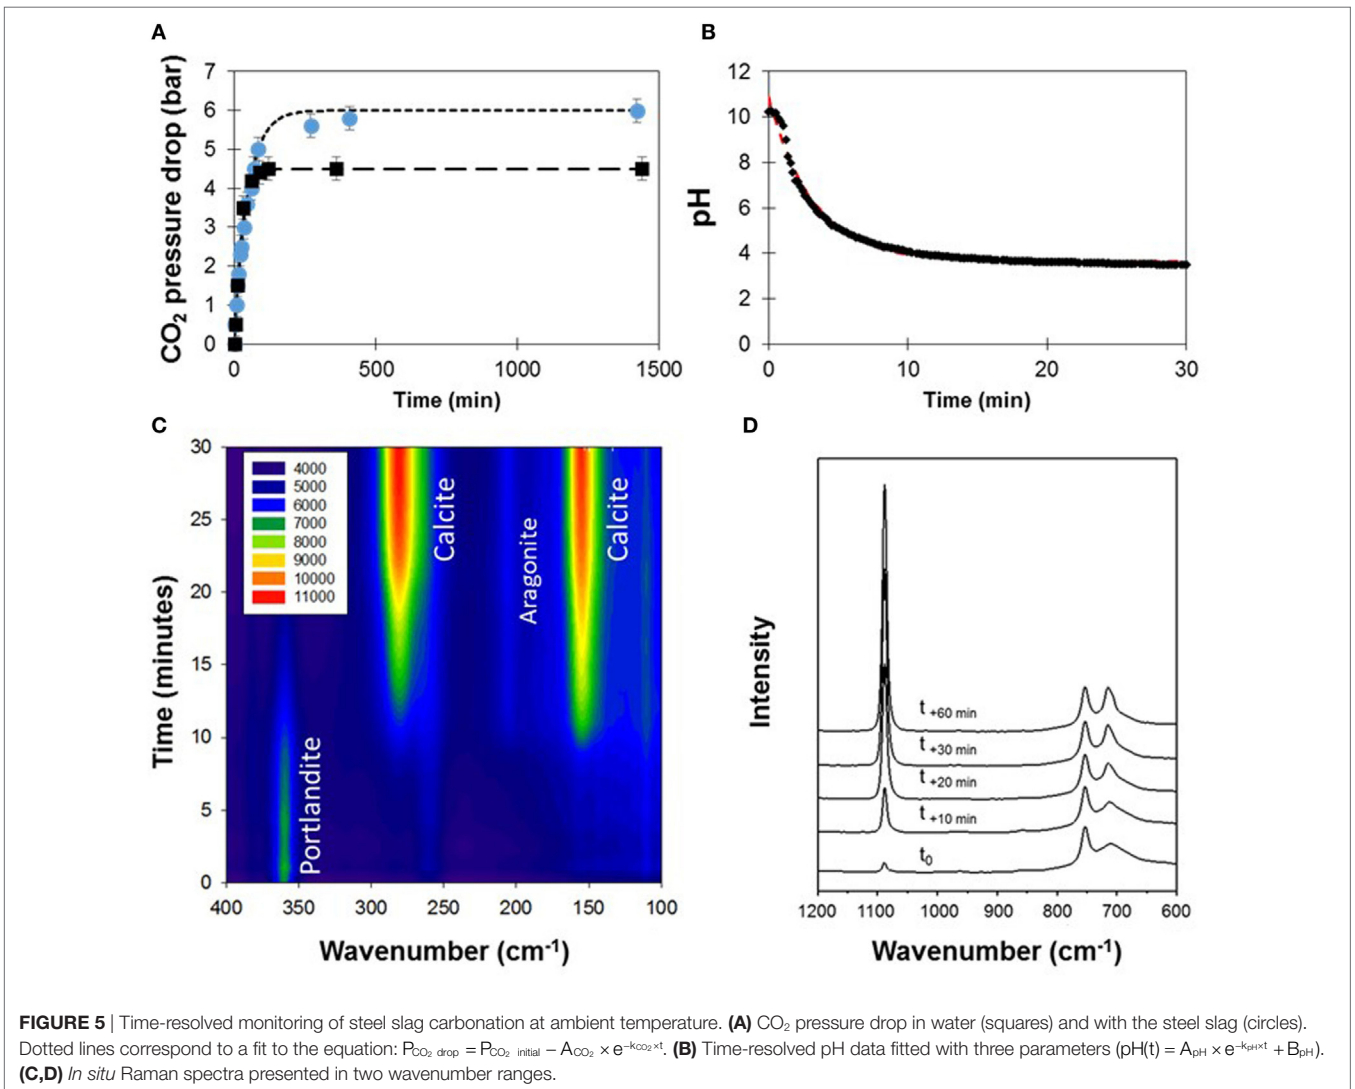 A
B
CO₂ pressure drop (bar)
7
6
5
4
3
2
1
0
0
500
1000
1500
Time (min)
pH
12
10
8
6
4
2
0
0
10
20
30
Time (min)
C
D
Time (minutes)
30
25
20
15
10
5
0
4000
5000
6000
7000
8000
9000
10000
11000
Portlandite
Calcite
Aragonite
Calcite
400
350
300
250
200
150
100
Wavenumber (cm⁻¹)
Intensity
t +60 min
t +30 min
t +20 min
t +10 min
t₀
1200
1100
1000
900
800
700
600
Wavenumber (cm⁻¹)
FIGURE 5 | Time-resolved monitoring of steel slag carbonation at ambient temperature. (A) CO₂ pressure drop in water (squares) and with the steel slag (circles).
Dotted lines correspond to a fit to the equation: P_CO₂ drop = P_CO₂ initial − A_CO₂ × e^(−k_CO₂×t). (B) Time-resolved pH data fitted with three parameters (pH(t) = A_pH × e^(−k_pH×t) + B_pH).
(C,D) In situ Raman spectra presented in two wavenumber ranges.